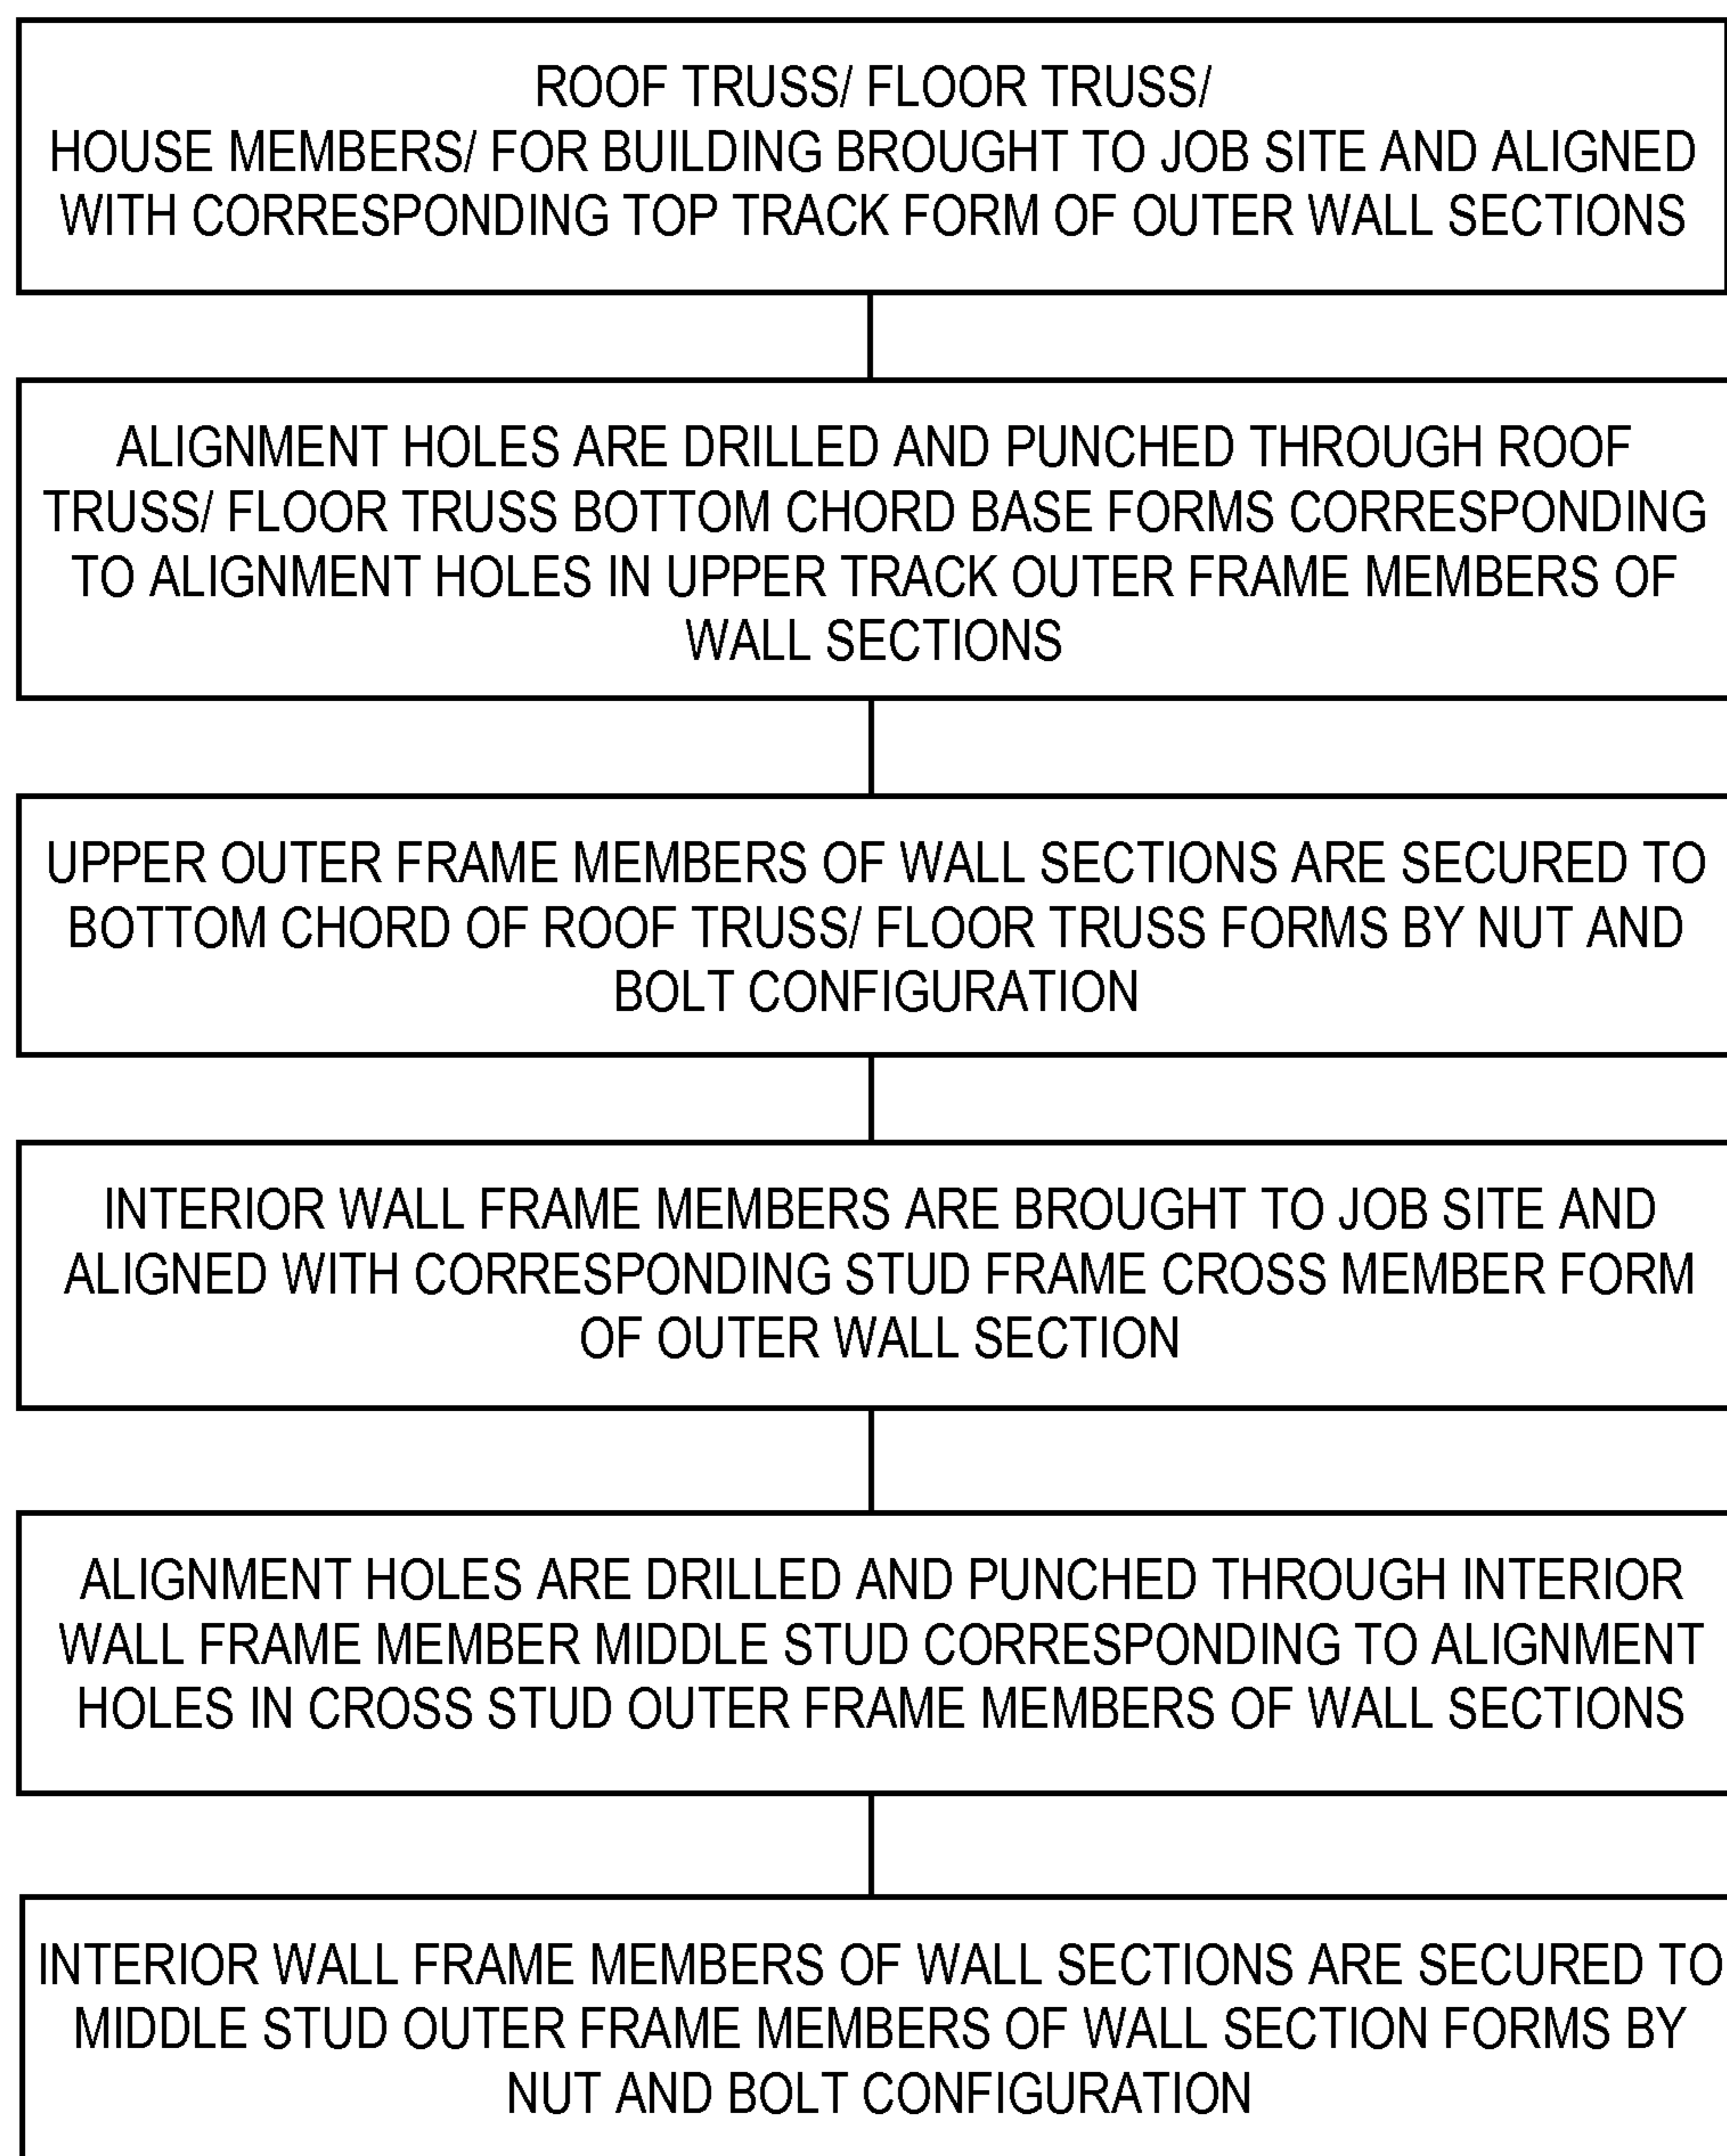 ROOF TRUSS/ FLOOR TRUSS/
HOUSE MEMBERS/ FOR BUILDING BROUGHT TO JOB SITE AND ALIGNED
WITH CORRESPONDING TOP TRACK FORM OF OUTER WALL SECTIONS
ALIGNMENT HOLES ARE DRILLED AND PUNCHED THROUGH ROOF
TRUSS/ FLOOR TRUSS BOTTOM CHORD BASE FORMS CORRESPONDING
TO ALIGNMENT HOLES IN UPPER TRACK OUTER FRAME MEMBERS OF
WALL SECTIONS
UPPER OUTER FRAME MEMBERS OF WALL SECTIONS ARE SECURED TO
BOTTOM CHORD OF ROOF TRUSS/ FLOOR TRUSS FORMS BY NUT AND
BOLT CONFIGURATION
INTERIOR WALL FRAME MEMBERS ARE BROUGHT TO JOB SITE AND
ALIGNED WITH CORRESPONDING STUD FRAME CROSS MEMBER FORM
OF OUTER WALL SECTION
ALIGNMENT HOLES ARE DRILLED AND PUNCHED THROUGH INTERIOR
WALL FRAME MEMBER MIDDLE STUD CORRESPONDING TO ALIGNMENT
HOLES IN CROSS STUD OUTER FRAME MEMBERS OF WALL SECTIONS
INTERIOR WALL FRAME MEMBERS OF WALL SECTIONS ARE SECURED TO
MIDDLE STUD OUTER FRAME MEMBERS OF WALL SECTION FORMS BY
NUT AND BOLT CONFIGURATION